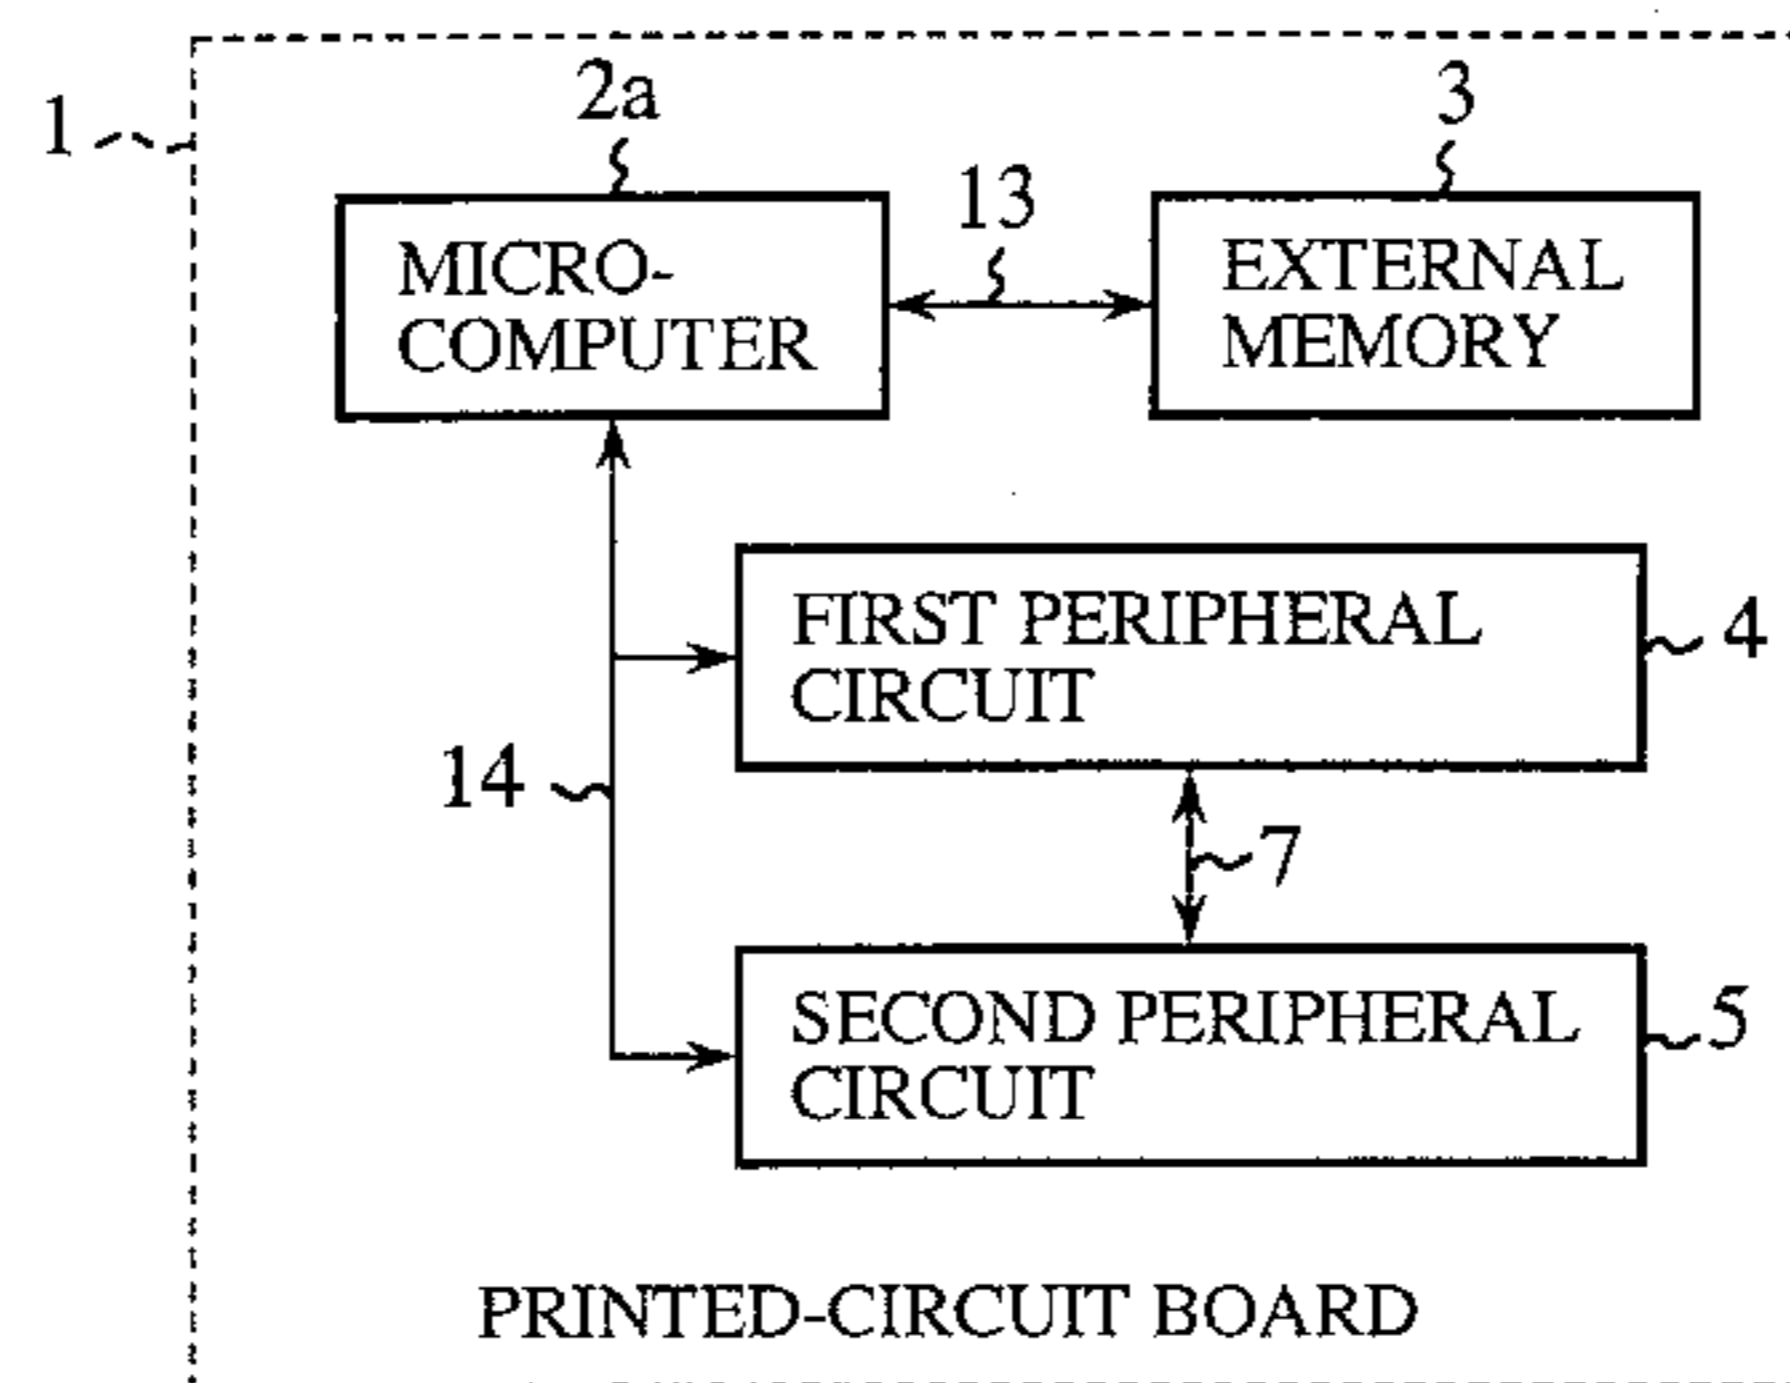 1
2a
3
13
MICRO-
COMPUTER
EXTERNAL
MEMORY
FIRST PERIPHERAL
CIRCUIT
4
14
7
SECOND PERIPHERAL
CIRCUIT
5
PRINTED-CIRCUIT BOARD